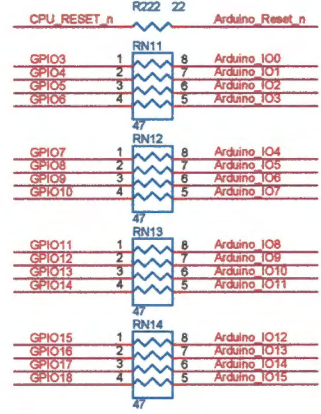 R222 22
CPU_RESET_n Arduino_Reset_n
RN11
GPIO3 1 8 Arduino_IO0
GPIO4 2 7 Arduino_IO1
GPIO5 3 6 Arduino_IO2
GPIO6 4 5 Arduino_IO3
47
RN12
GPIO7 1 8 Arduino_IO4
GPIO8 2 7 Arduino_IO5
GPIO9 3 6 Arduino_IO6
GPIO10 4 5 Arduino_IO7
47
RN13
GPIO11 1 8 Arduino_IO8
GPIO12 2 7 Arduino_IO9
GPIO13 3 6 Arduino_IO10
GPIO14 4 5 Arduino_IO11
47
RN14
GPIO15 1 8 Arduino_IO12
GPIO16 2 7 Arduino_IO13
GPIO17 3 6 Arduino_IO14
GPIO18 4 5 Arduino_IO15
47